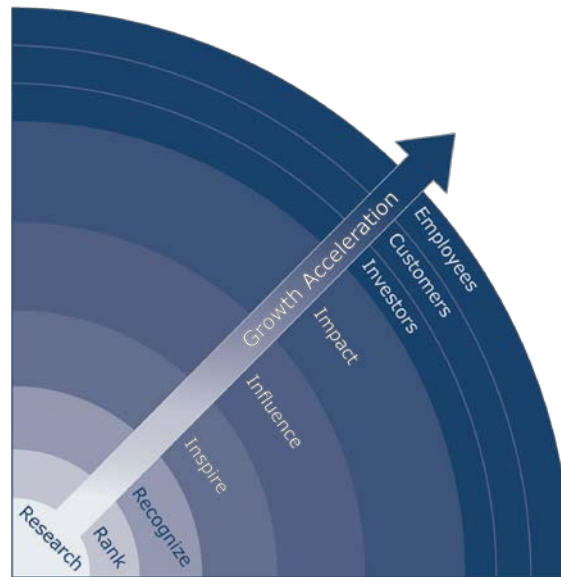 Growth Acceleration
Employees
Customers
Investors
Impact
Influence
Inspire
Recognize
Rank
Research